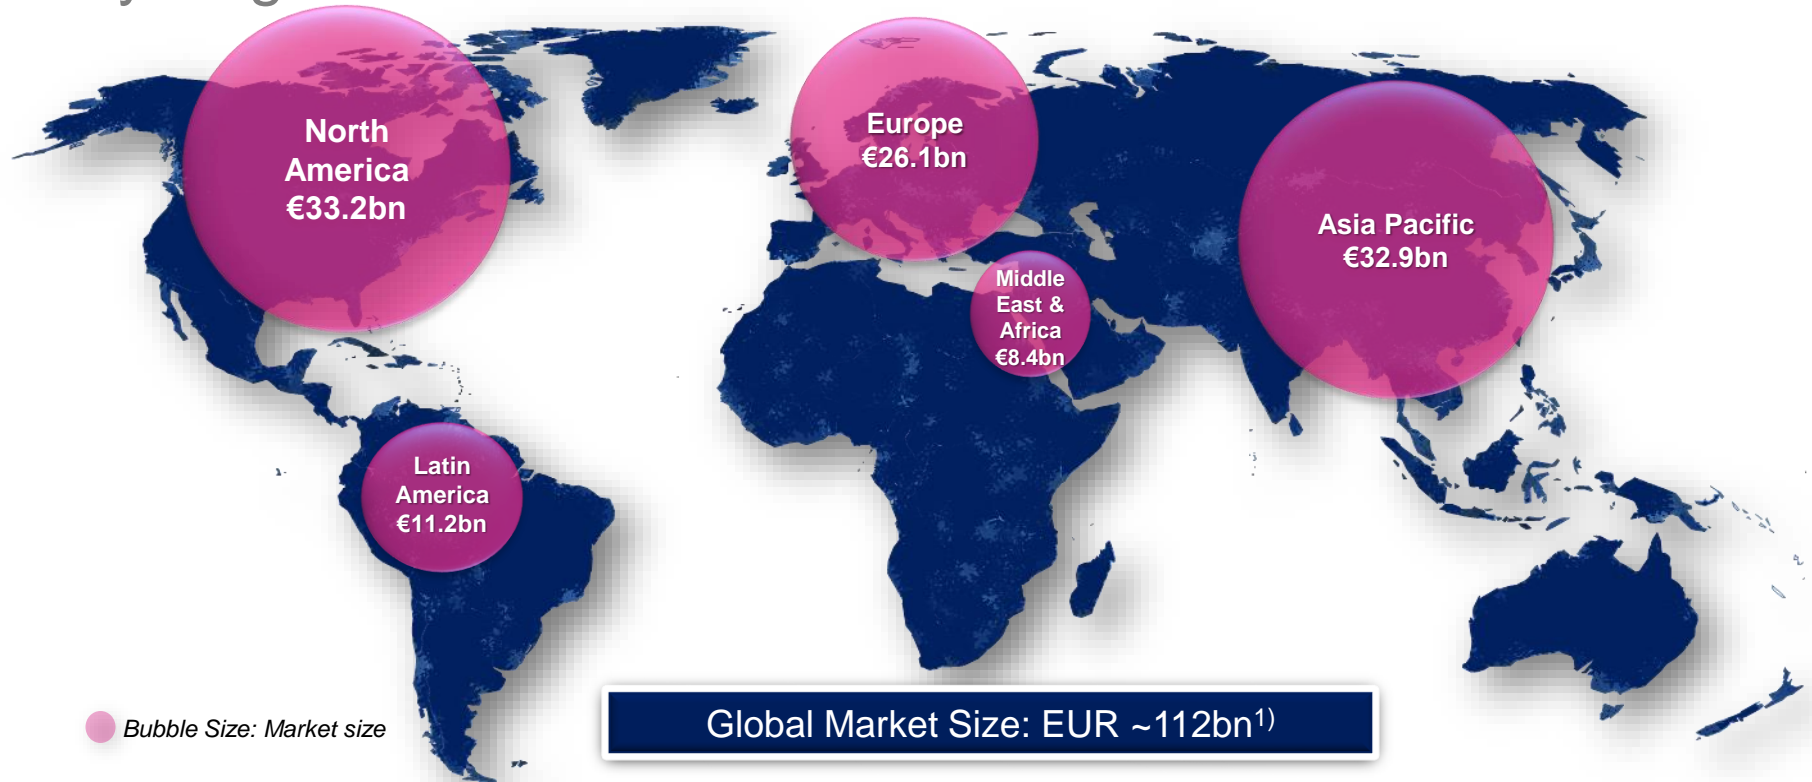 North
America
€33.2bn
Europe
€26.1bn
Asia Pacific
€32.9bn
Middle
East &
Africa
€8.4bn
Latin
America
€11.2bn
Bubble Size: Market size
Global Market Size: EUR ~112bn1)